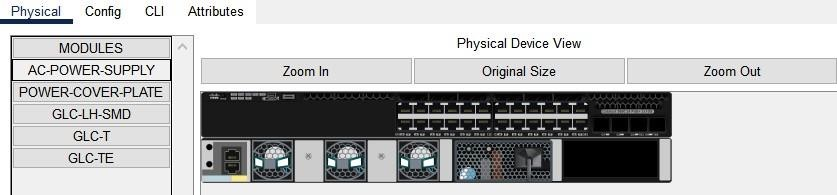 Physical Config CLI Attributes
MODULES
AC-POWER-SUPPLY
POWER-COVER-PLATE
GLC-LH-SMD
GLC-T
GLC-TE
Physical Device View
Zoom In Original Size Zoom Out